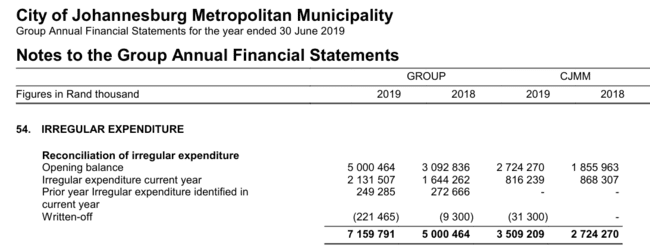 City of Johannesburg Metropolitan Municipality
Group Annual Financial Statements for the year ended 30 June 2019
Notes to the Group Annual Financial Statements
GROUP CJMM
Figures in Rand thousand 2019 2018 2019 2018
54. IRREGULAR EXPENDITURE
Reconciliation of irregular expenditure
Opening balance 5 000 464 3 092 836 2 724 270 1 855 963
Irregular expenditure current year 2 131 507 1 644 262 816 239 868 307
Prior year Irregular expenditure identified in 249 285 272 666 - -
current year
Written-off (221 465) (9 300) (31 300) -
7 159 791 5 000 464 3 509 209 2 724 270